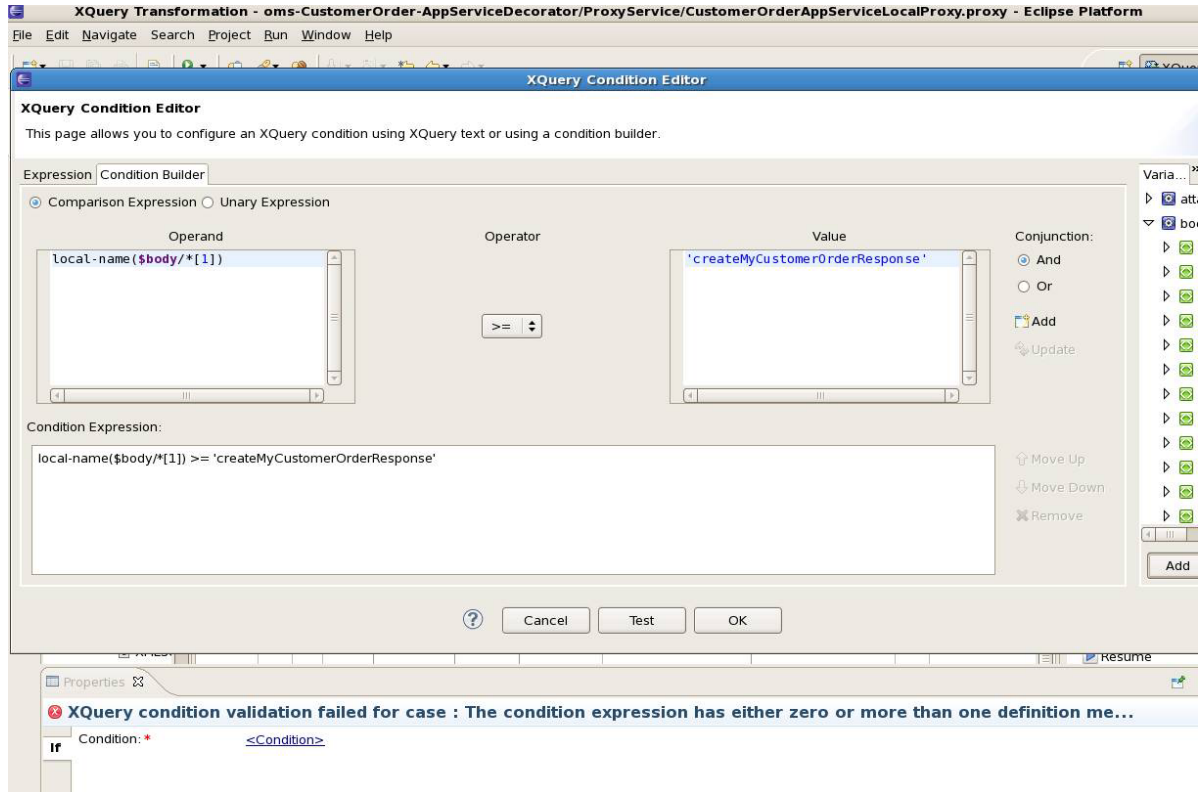 XQuery Transformation - oms-CustomerOrder-AppServiceDecorator/ProxyService/CustomerOrderAppServiceLocalProxy.proxy - Eclipse Platform
File Edit Navigate Search Project Run Window Help
XQuery Condition Editor
XQuery Condition Editor
This page allows you to configure an XQuery condition using XQuery text or using a condition builder.
Expression Condition Builder Varia...
Comparison Expression Unary Expression att
Operand Operator Value Conjunction: bo
local-name($body/*[1]) 'createMyCustomerOrderResponse' And
Or
>= Add
Update
Condition Expression:
local-name($body/*[1]) >= 'createMyCustomerOrderResponse' Move Up
Move Down
Remove
Add
? Cancel Test OK
Resume
Properties
XQuery condition validation failed for case : The condition expression has either zero or more than one definition me...
If Condition: * <Condition>